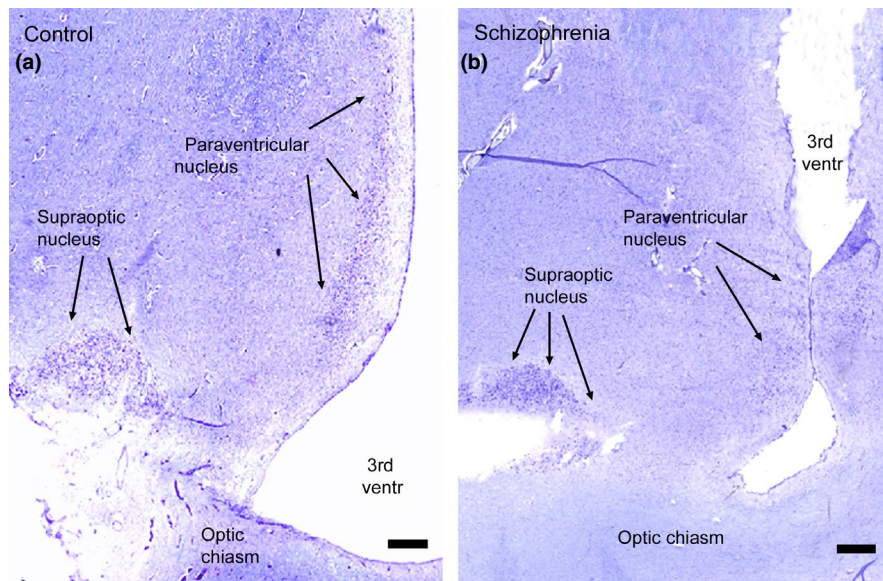 Control
(a)
Paraventricular
nucleus
Supraoptic
nucleus
3rd
ventr
Optic
chiasm
Schizophrenia
(b)
3rd
ventr
Paraventricular
nucleus
Supraoptic
nucleus
Optic chiasm